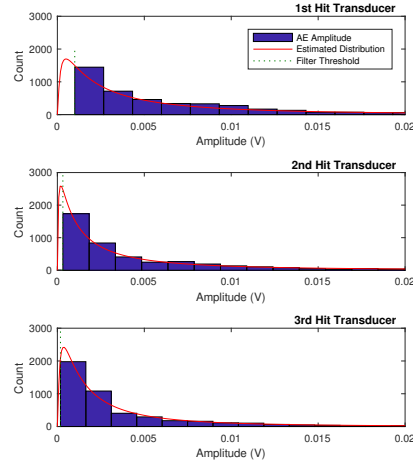 1st Hit Transducer
3000
2000
1000
0
Count
AE Amplitude
Estimated Distribution
Filter Threshold
0 0.005 0.01 0.015 0.02
Amplitude (V)
2nd Hit Transducer
3000
2000
1000
0
Count
0 0.005 0.01 0.015 0.02
Amplitude (V)
3rd Hit Transducer
3000
2000
1000
0
Count
0 0.005 0.01 0.015 0.02
Amplitude (V)